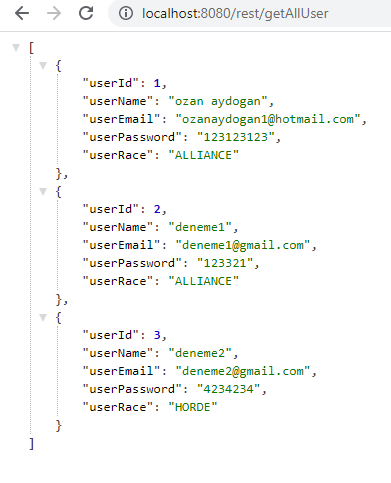 localhost:8080/rest/getAllUser
[
{
"userId": 1,
"userName": "ozan aydogan",
"userEmail": "ozanaydogan1@hotmail.com",
"userPassword": "123123123",
"userRace": "ALLIANCE"
},
{
"userId": 2,
"userName": "deneme1",
"userEmail": "deneme1@gmail.com",
"userPassword": "123321",
"userRace": "ALLIANCE"
},
{
"userId": 3,
"userName": "deneme2",
"userEmail": "deneme2@gmail.com",
"userPassword": "4234234",
"userRace": "HORDE"
}
]